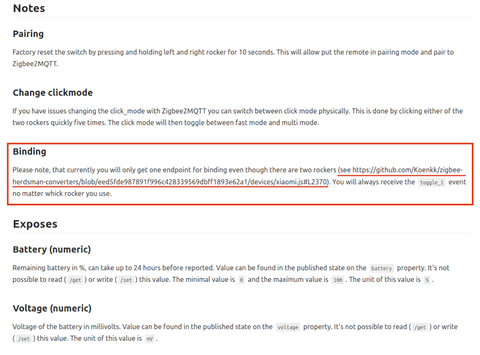 Notes
Pairing
Factory reset the switch by pressing and holding left and right rocker for 10 seconds. This will allow put the remote in pairing mode and pair to
Zigbee2MQTT.
Change clickmode
If you have issues changing the click_mode with Zigbee2MQTT you can switch between click mode physically. This is done by clicking either of the
two rockers quickly five times. The click mode will then toggle between fast mode and multi mode.
Binding
Please note, that currently you will only get one endpoint for binding even though there are two rockers (see https://github.com/Koenkk/zigbee-
herdsman-converters/blob/eed5fde987891f996c428339569dbff1893e62a1/devices/xiaomi.js#L2370). You will always receive the toggle_1 event
no matter whick rocker you use.
Exposes
Battery (numeric)
Remaining battery in %, can take up to 24 hours before reported. Value can be found in the published state on the battery property. It's not
possible to read ( /get ) or write ( /set ) this value. The minimal value is 0 and the maximum value is 100 . The unit of this value is % .
Voltage (numeric)
Voltage of the battery in millivolts. Value can be found in the published state on the voltage property. It's not possible to read ( /get ) or write
( /set ) this value. The unit of this value is mV .